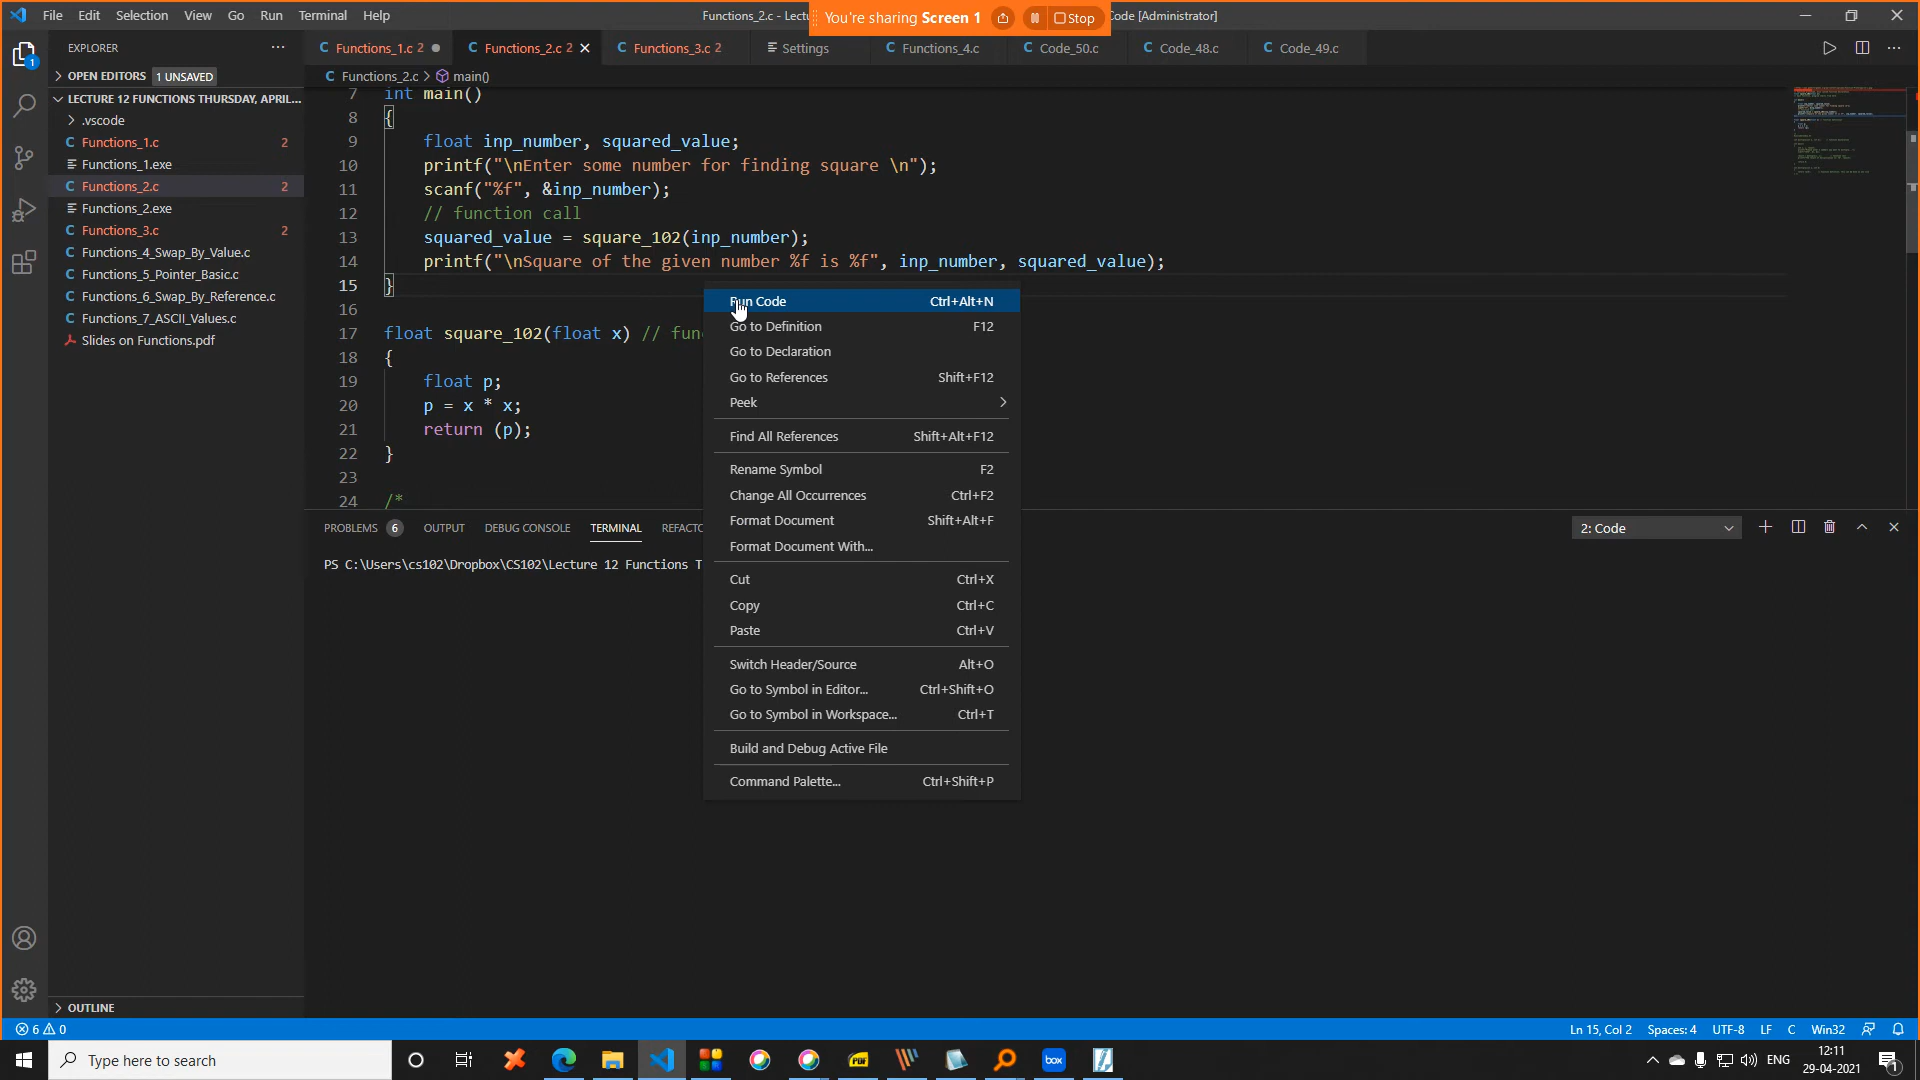 File Edit Selection View Go Run Terminal Help
Functions_2.c - Lectu
You're sharing Screen 1
Stop
Code [Administrator]
EXPLORER
Functions_1.c 2
Functions_2.c 2
Functions_3.c 2
Settings
Functions_4.c
Code_50.c
Code_48.c
Code_49.c
OPEN EDITORS 1 UNSAVED
Functions_2.c > main()
LECTURE 12 FUNCTIONS THURSDAY, APRIL...
.vscode
Functions_1.c 2
Functions_1.exe
Functions_2.c 2
Functions_2.exe
Functions_3.c 2
Functions_4_Swap_By_Value.c
Functions_5_Pointer_Basic.c
Functions_6_Swap_By_Reference.c
Functions_7_ASCII_Values.c
Slides on Functions.pdf
7 int main()
8 {
9 float inp_number, squared_value;
10 printf("\nEnter some number for finding square \n");
11 scanf("%f", &inp_number);
12 // function call
13 squared_value = square_102(inp_number);
14 printf("\nSquare of the given number %f is %f", inp_number, squared_value);
15 }
16
17 float square_102(float x) // fun
18 {
19 float p;
20 p = x * x;
21 return (p);
22 }
23
24 /*
Run Code Ctrl+Alt+N
Go to Definition F12
Go to Declaration
Go to References Shift+F12
Peek
Find All References Shift+Alt+F12
Rename Symbol F2
Change All Occurrences Ctrl+F2
Format Document Shift+Alt+F
Format Document With...
Cut Ctrl+X
Copy Ctrl+C
Paste Ctrl+V
Switch Header/Source Alt+O
Go to Symbol in Editor... Ctrl+Shift+O
Go to Symbol in Workspace... Ctrl+T
Build and Debug Active File
Command Palette... Ctrl+Shift+P
PROBLEMS 6 OUTPUT DEBUG CONSOLE TERMINAL REFACTO
2: Code
PS C:\Users\cs102\Dropbox\CS102\Lecture 12 Functions T
OUTLINE
6 0
Ln 15, Col 2 Spaces: 4 UTF-8 LF C Win32
Type here to search
box
ENG
12:11
29-04-2021